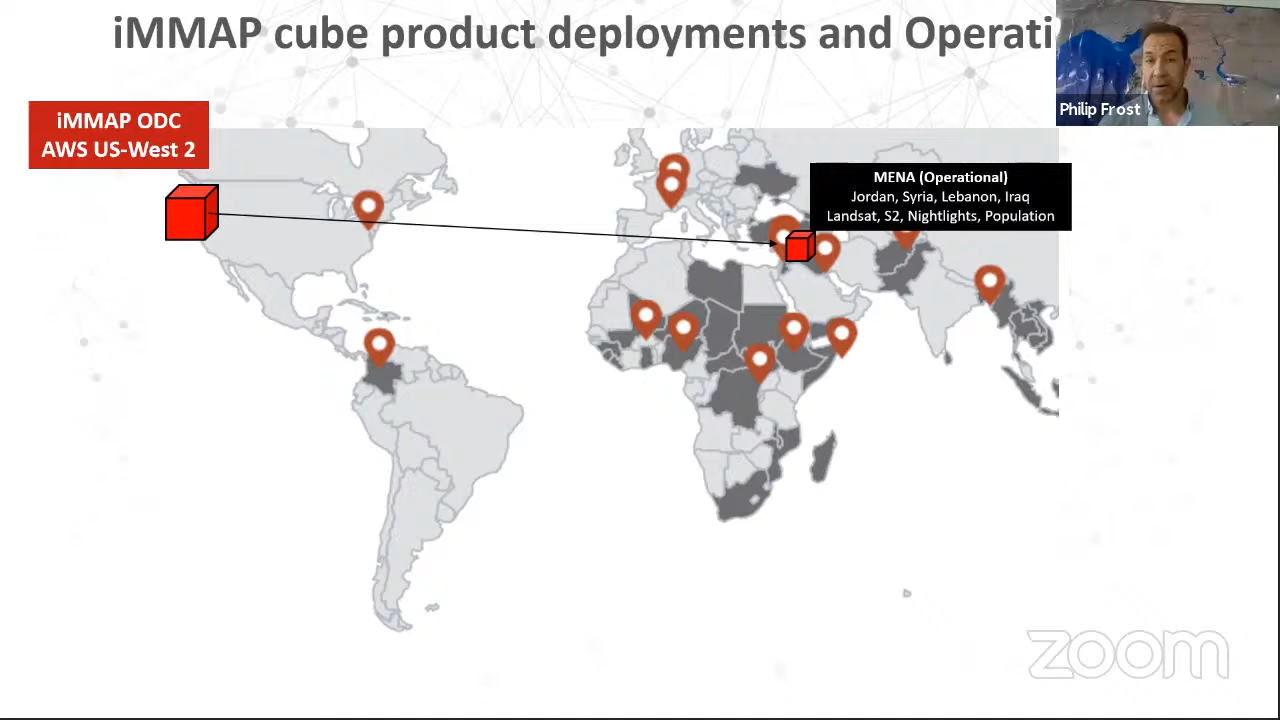 iMMAP cube product deployments and Operati
Philip Frost
iMMAP ODC
AWS US-West 2
MENA (Operational)
Jordan, Syria, Lebanon, Iraq
Landsat, S2, Nightlights, Population
zoom